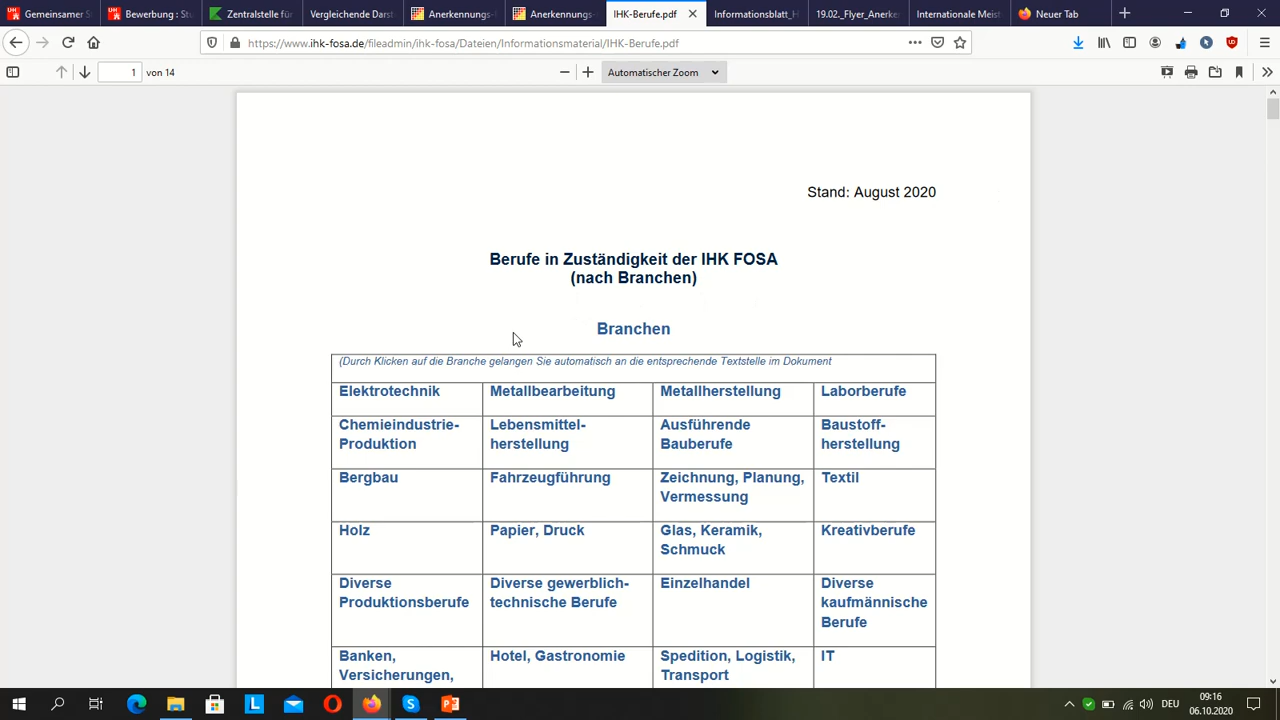 Gemeinsamer S
Bewerbung : Stu
Zentralstelle für
Vergleichende Darst
Anerkennungs-
Anerkennungs-
IHK-Berufe.pdf
Informationsblatt_H
19.02._Flyer_Anerke
Internationale Meist
Neuer Tab
https://www.ihk-fosa.de/fileadmin/ihk-fosa/Dateien/Informationsmaterial/IHK-Berufe.pdf
1 von 14
Automatischer Zoom
Stand: August 2020
Berufe in Zuständigkeit der IHK FOSA
(nach Branchen)
Branchen
(Durch Klicken auf die Branche gelangen Sie automatisch an die entsprechende Textstelle im Dokument
Elektrotechnik
Metallbearbeitung
Metallherstellung
Laborberufe
Chemieindustrie-
Produktion
Lebensmittel-
herstellung
Ausführende
Bauberufe
Baustoff-
herstellung
Bergbau
Fahrzeugführung
Zeichnung, Planung,
Vermessung
Textil
Holz
Papier, Druck
Glas, Keramik,
Schmuck
Kreativberufe
Diverse
Produktionsberufe
Diverse gewerblich-
technische Berufe
Einzelhandel
Diverse
kaufmännische
Berufe
Banken,
Versicherungen,
Hotel, Gastronomie
Spedition, Logistik,
Transport
IT
DEU
09:16
06.10.2020